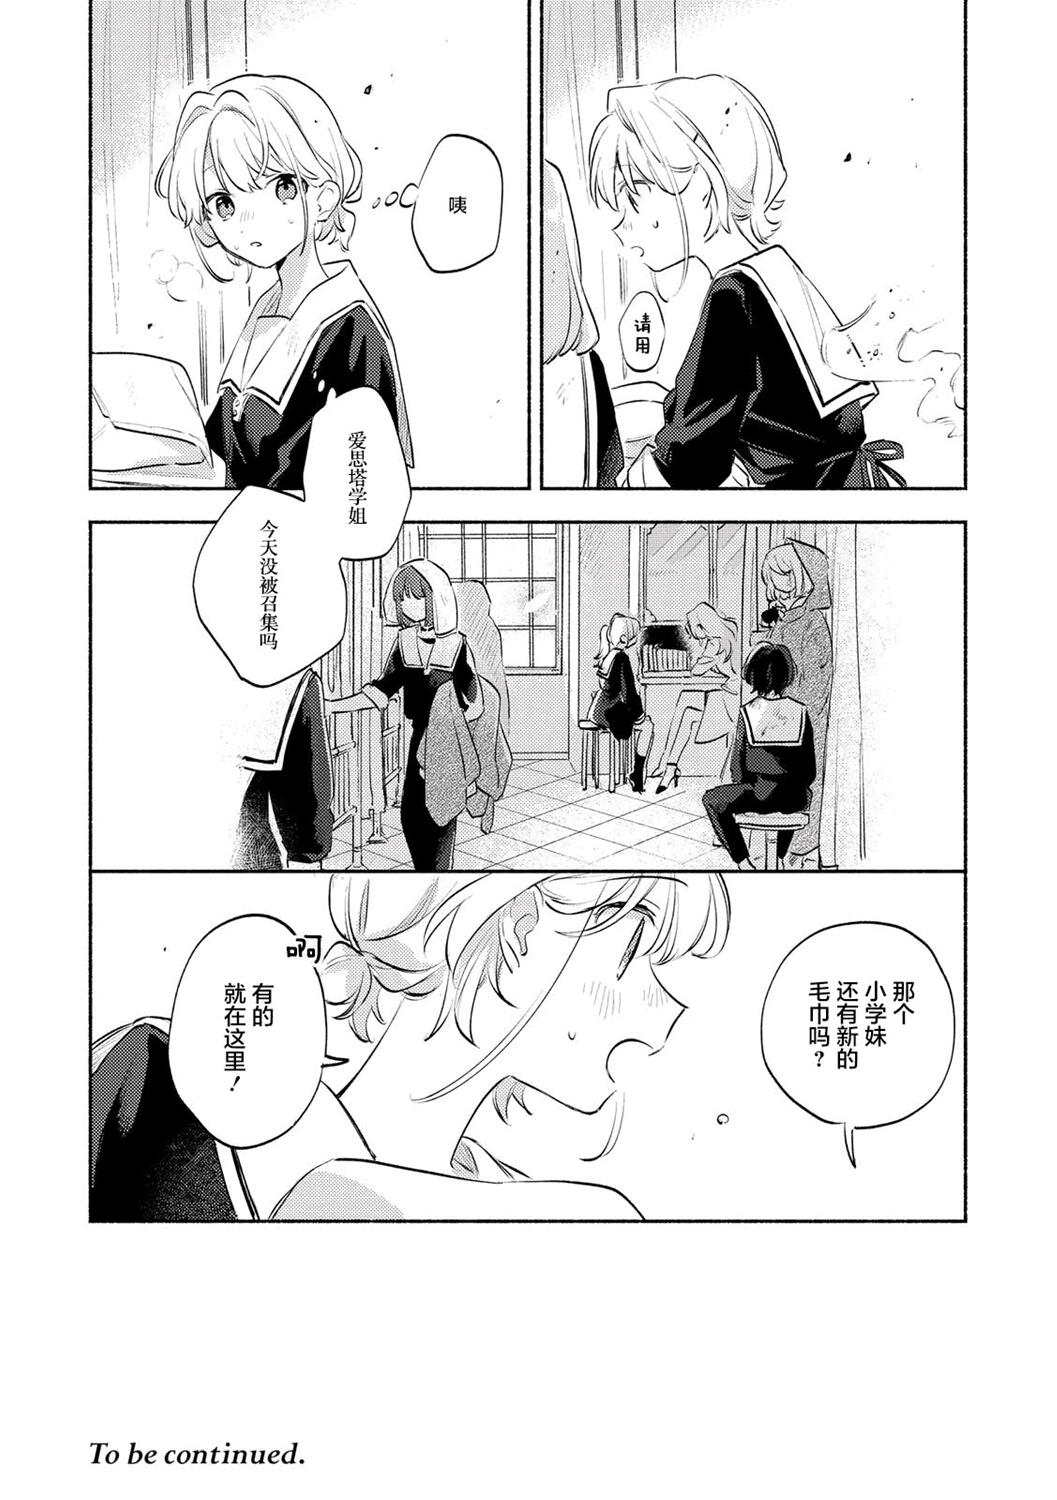 请用
咦
爱思塔学姐
今天没被召集吗
那个
小学妹
还有新的
毛巾吗?
啊
有的
就在这里!
To be continued.